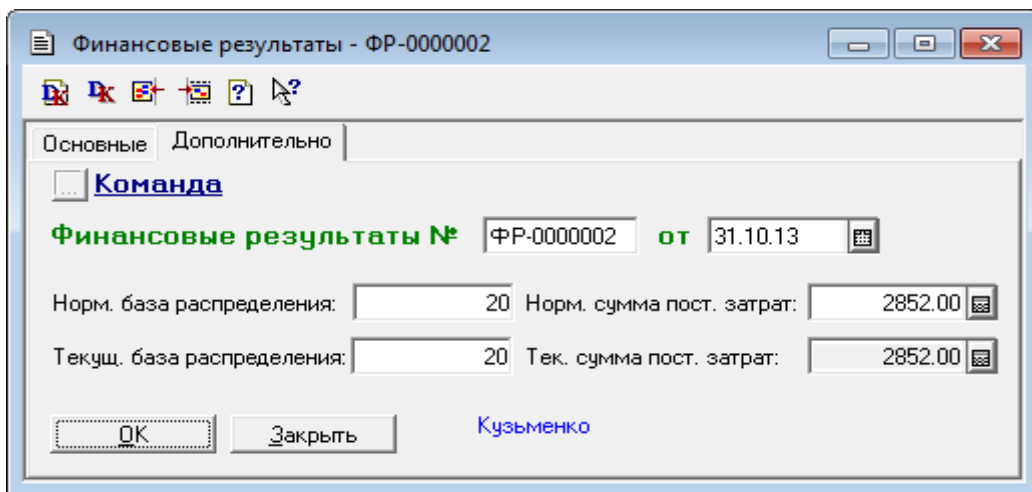 Финансовые результаты - ФР-0000002
Основные Дополнительно
... Команда
Финансовые результаты № ФР-0000002 от 31.10.13
Норм. база распределения: 20 Норм. сумма пост. затрат: 2852.00
Текущ. база распределения: 20 Тек. сумма пост. затрат: 2852.00
OK Закрыть Кузьменко